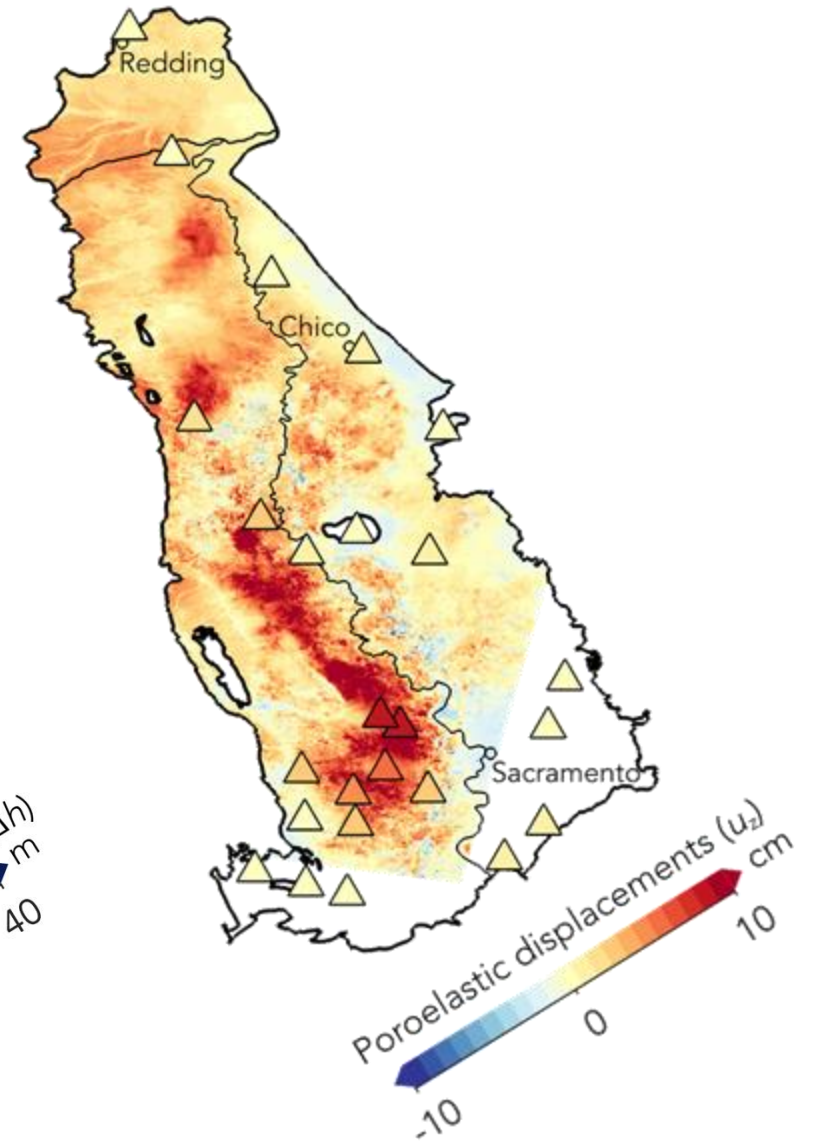 Redding
Chico
Sacramento
h)
m
40
Poroelastic displacements (u_z)
cm
10
0
-10